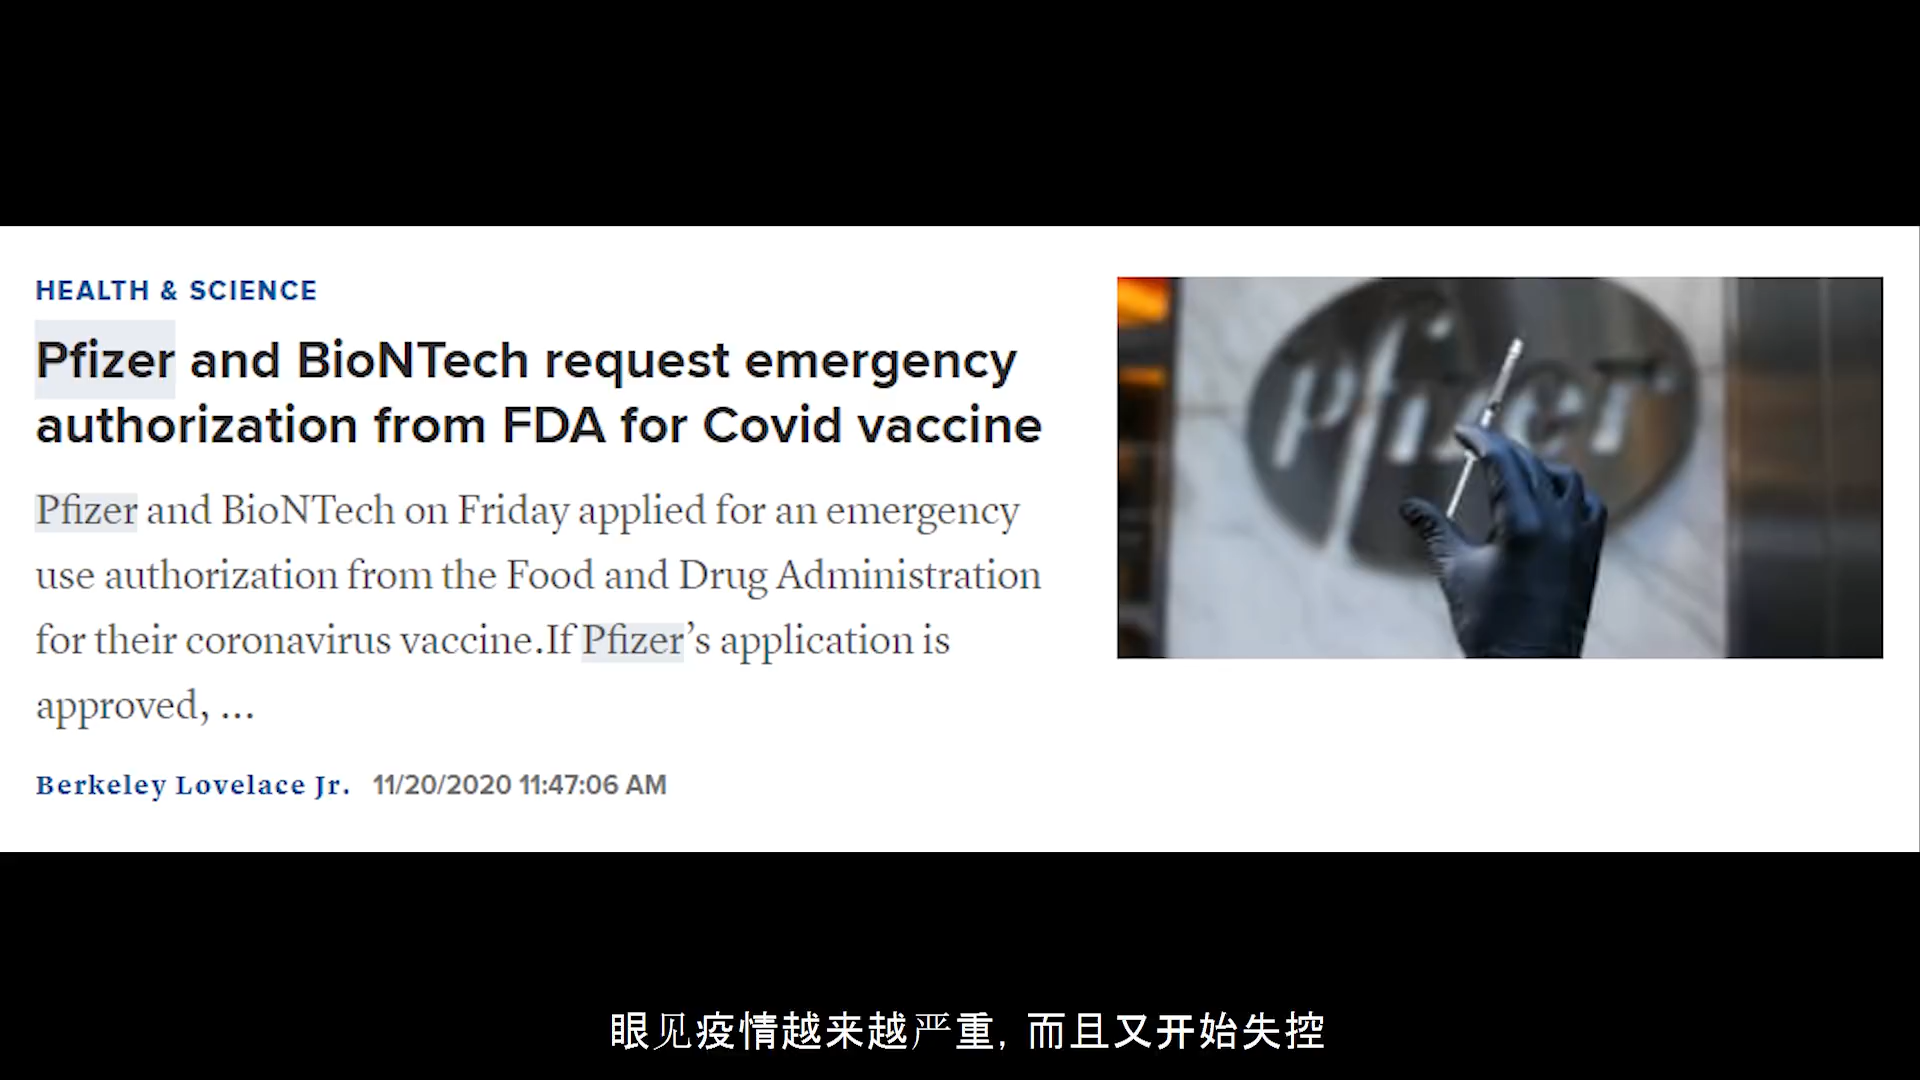 HEALTH & SCIENCE
Pfizer and BioNTech request emergency
authorization from FDA for Covid vaccine
Pfizer and BioNTech on Friday applied for an emergency
use authorization from the Food and Drug Administration
for their coronavirus vaccine.If Pfizer’s application is
approved, ...
Berkeley Lovelace Jr. 11/20/2020 11:47:06 AM
Pfizer
眼见疫情越来越严重, 而且又开始失控